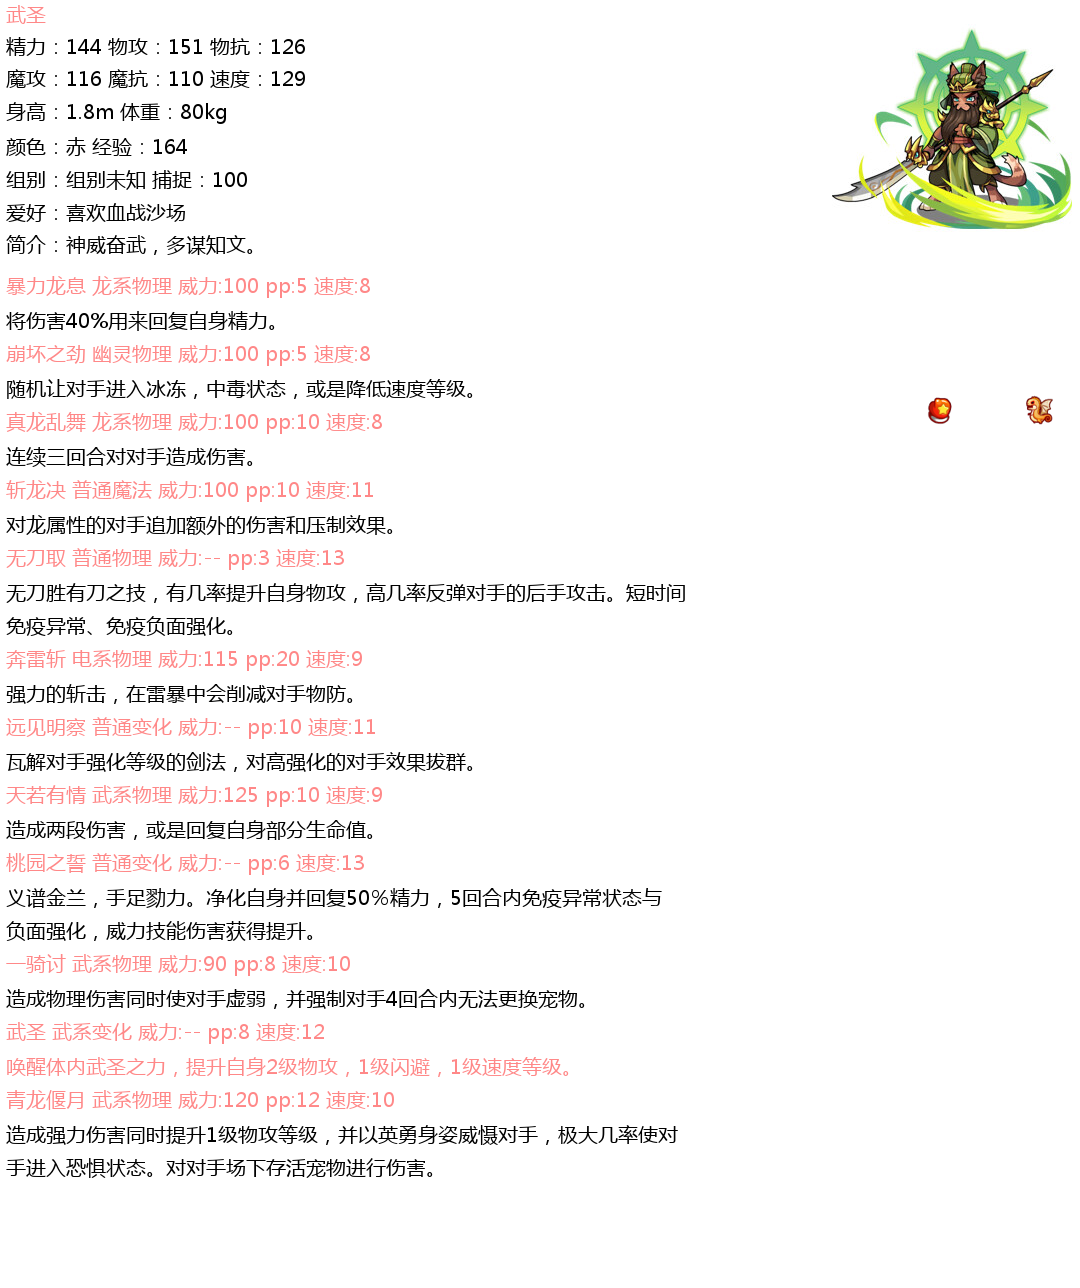 武圣
精力：144 物攻：151 物抗：126
魔攻：116 魔抗：110 速度：129
身高：1.8m 体重：80kg
颜色：赤 经验：164
组别：组别未知 捕捉：100
爱好：喜欢血战沙场
简介：神威奋武，多谋知文。
暴力龙息 龙系物理 威力:100 pp:5 速度:8
将伤害40%用来回复自身精力。
崩坏之劲 幽灵物理 威力:100 pp:5 速度:8
随机让对手进入冰冻，中毒状态，或是降低速度等级。
真龙乱舞 龙系物理 威力:100 pp:10 速度:8
连续三回合对对手造成伤害。
斩龙决 普通魔法 威力:100 pp:10 速度:11
对龙属性的对手追加额外的伤害和压制效果。
无刀取 普通物理 威力:-- pp:3 速度:13
无刀胜有刀之技，有几率提升自身物攻，高几率反弹对手的后手攻击。短时间
免疫异常、免疫负面强化。
奔雷斩 电系物理 威力:115 pp:20 速度:9
强力的斩击，在雷暴中会削减对手物防。
远见明察 普通变化 威力:-- pp:10 速度:11
瓦解对手强化等级的剑法，对高强化的对手效果拔群。
天若有情 武系物理 威力:125 pp:10 速度:9
造成两段伤害，或是回复自身部分生命值。
桃园之誓 普通变化 威力:-- pp:6 速度:13
义谱金兰，手足勠力。净化自身并回复50%精力，5回合内免疫异常状态与
负面强化，威力技能伤害获得提升。
一骑讨 武系物理 威力:90 pp:8 速度:10
造成物理伤害同时使对手虚弱，并强制对手4回合内无法更换宠物。
武圣 武系变化 威力:-- pp:8 速度:12
唤醒体内武圣之力，提升自身2级物攻，1级闪避，1级速度等级。
青龙偃月 武系物理 威力:120 pp:12 速度:10
造成强力伤害同时提升1级物攻等级，并以英勇身姿威慑对手，极大几率使对
手进入恐惧状态。对对手场下存活宠物进行伤害。